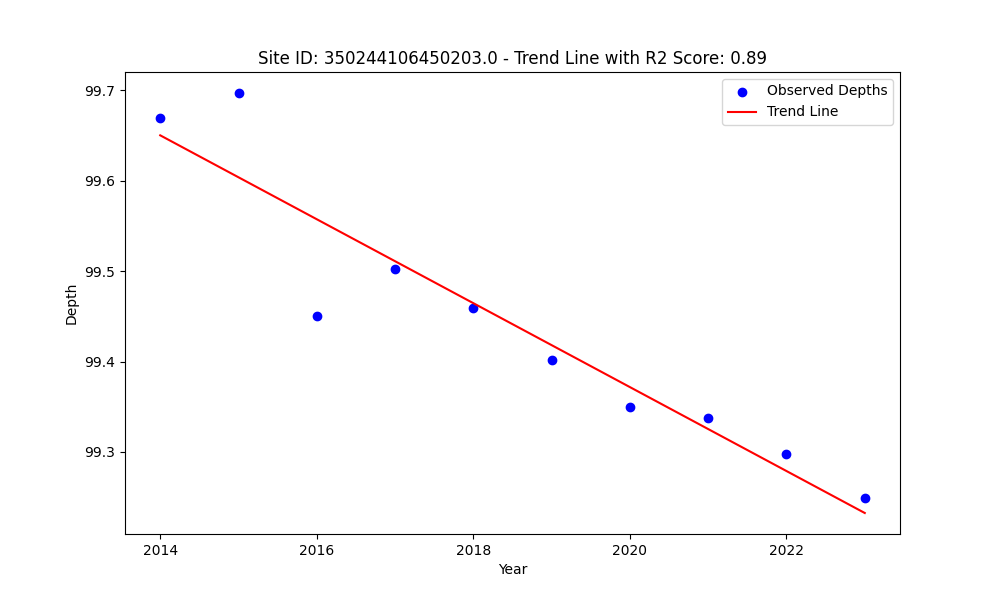 Site ID: 350244106450203.0 - Trend Line with R2 Score: 0.89
Observed Depths
Trend Line
99.7
99.6
99.5
99.4
99.3
Depth
2014
2016
2018
2020
2022
Year